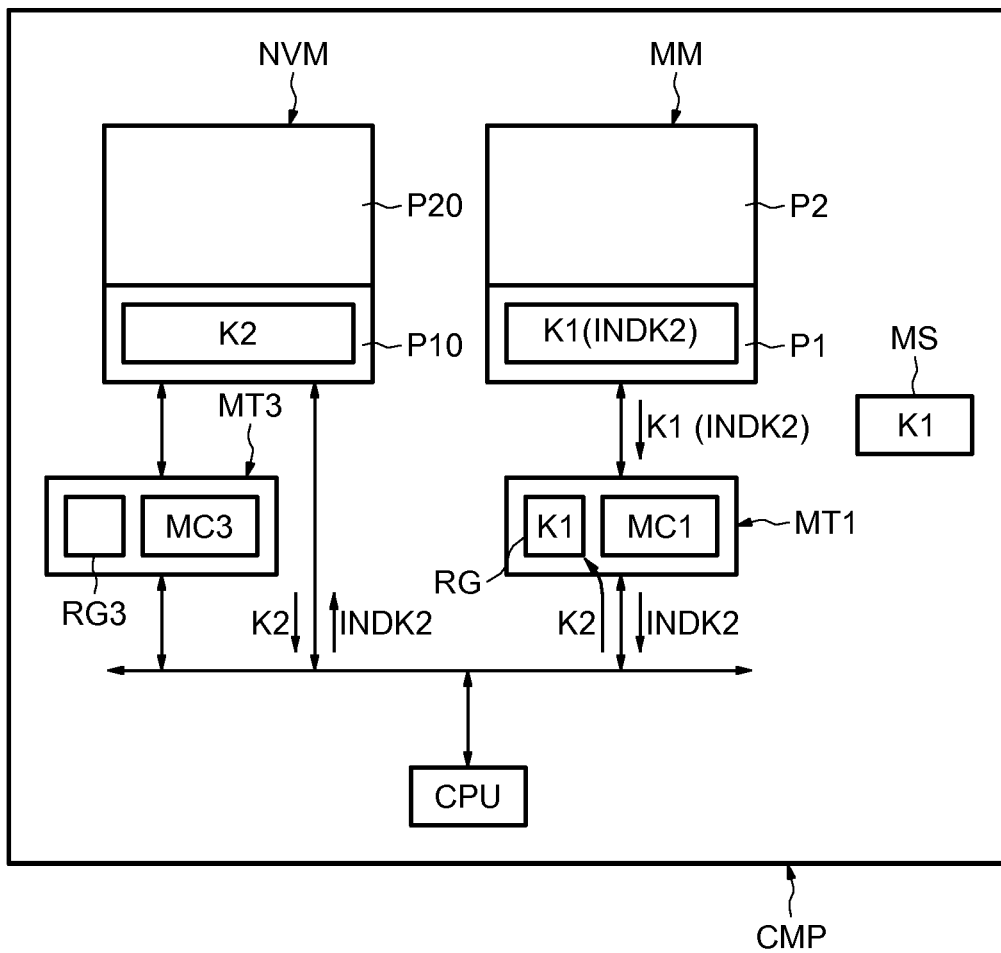 NVM MM
P20 P2
K2 K1(INDK2)
P10 P1
MS
K1
MT3
K1 (INDK2)
MC3 K1 MC1
MT1
RG3 RG
K2 INDK2 K2 INDK2
CPU
CMP